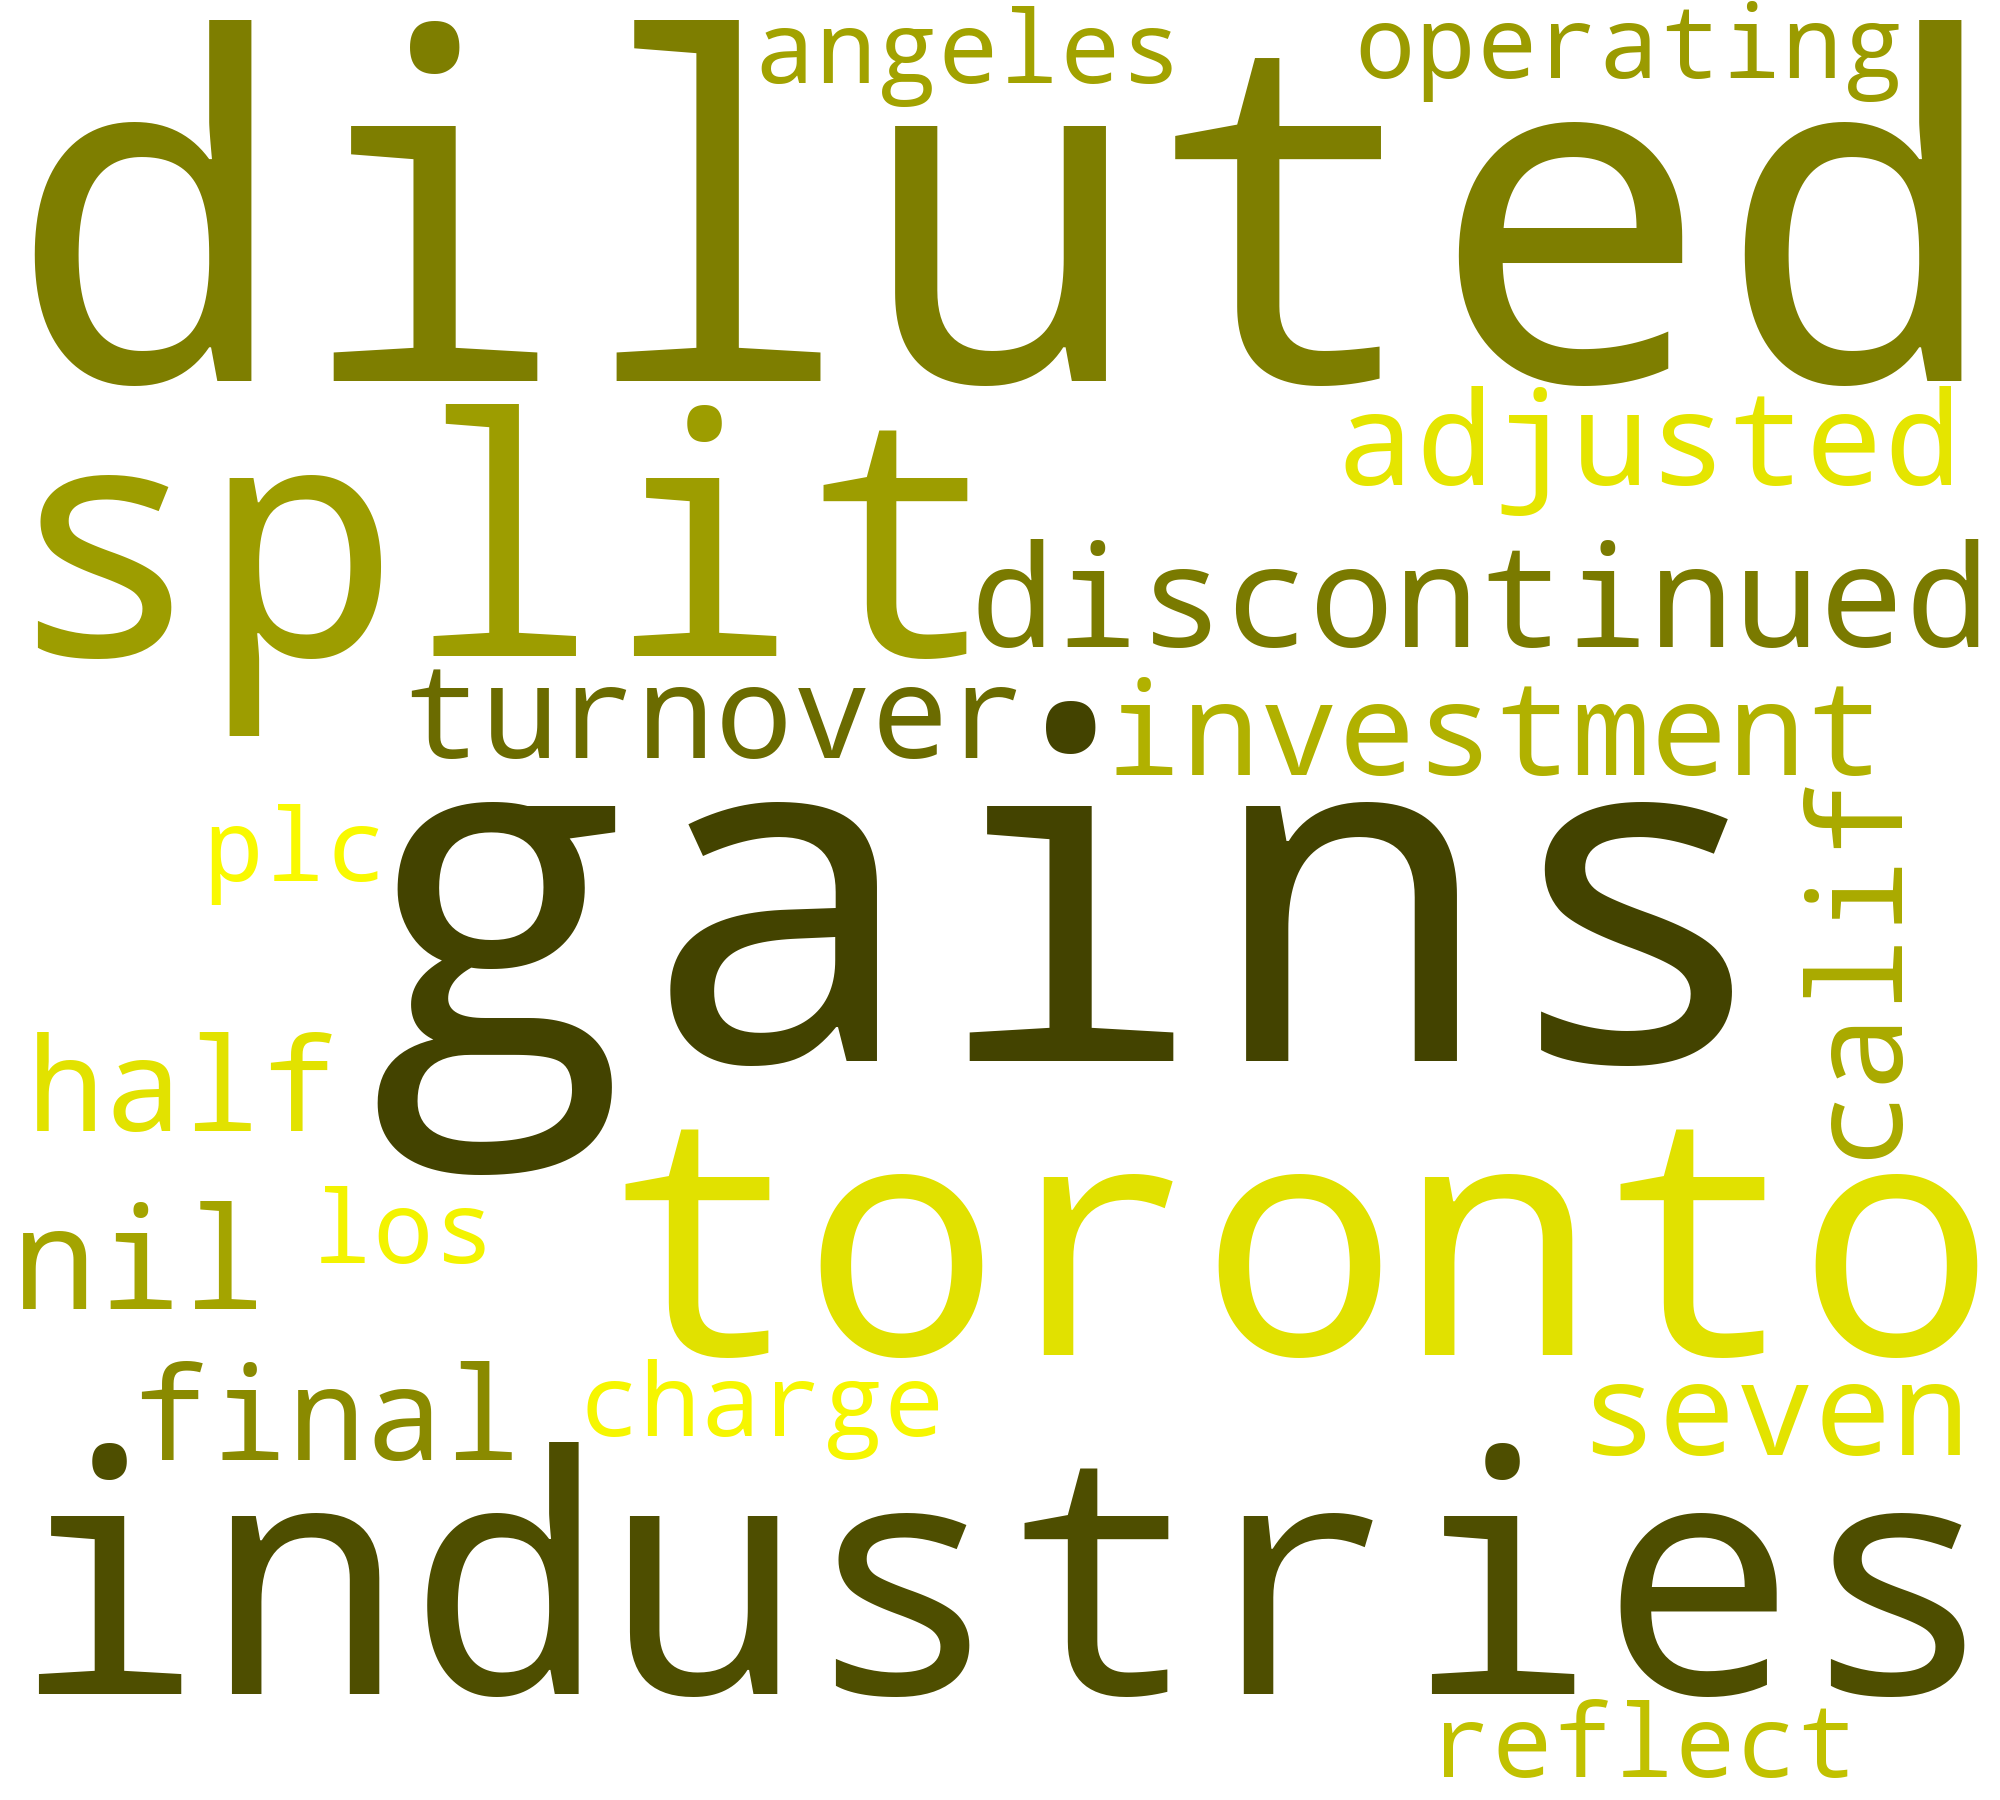 angeles operating
diluted
split
adjusted
discontinued
turnover investment
plc
gains
calif
half
toronto
nil los
final charge seven
industries
reflect